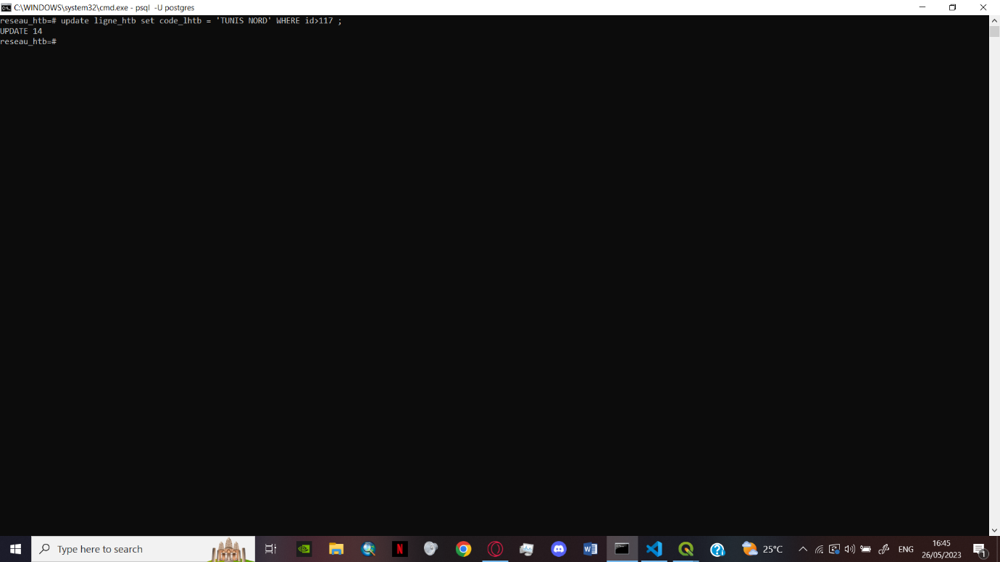 C:\WINDOWS\system32\cmd.exe - psql  -U postgres
reseau_htb=# update ligne_htb set code_lhtb = 'TUNIS NORD' WHERE id>117 ;
UPDATE 14
reseau_htb=#
Type here to search
25°C
ENG
16:45
26/05/2023
1